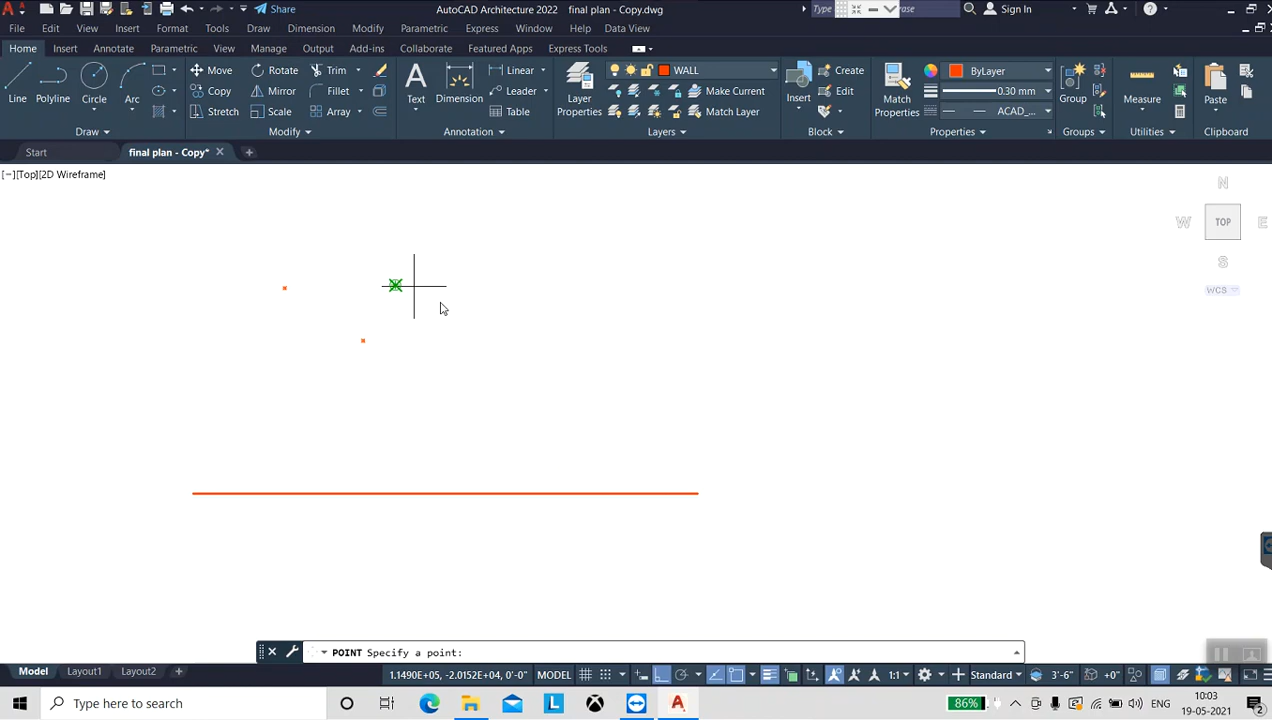 AutoCAD Architecture 2022 final plan - Copy.dwg
Share
Type
rase
Sign In
File Edit View Insert Format Tools Draw Dimension Modify Parametric Express Window Help Data View
Home Insert Annotate Parametric View Manage Output Add-ins Collaborate Featured Apps Express Tools
Line Polyline Circle Arc
Move Rotate Trim
Copy Mirror Fillet
Stretch Scale Array
Text Dimension
Linear
Leader
Table
Layer
Properties
WALL
Make Current
Match Layer
Insert
Create
Edit
Match
Properties
ByLayer
0.30 mm
ACAD_...
Group
Measure
Paste
Draw Modify Annotation Layers Block Properties Groups Utilities Clipboard
Start final plan - Copy*
[−][Top][2D Wireframe]
N
W TOP E
S
WCS
POINT Specify a point:
Model Layout1 Layout2
1.1490E+05, -2.0152E+04, 0'-0" MODEL
1:1
Standard
3'-6"
+0"
Type here to search
86%
ENG
10:03
19-05-2021
2